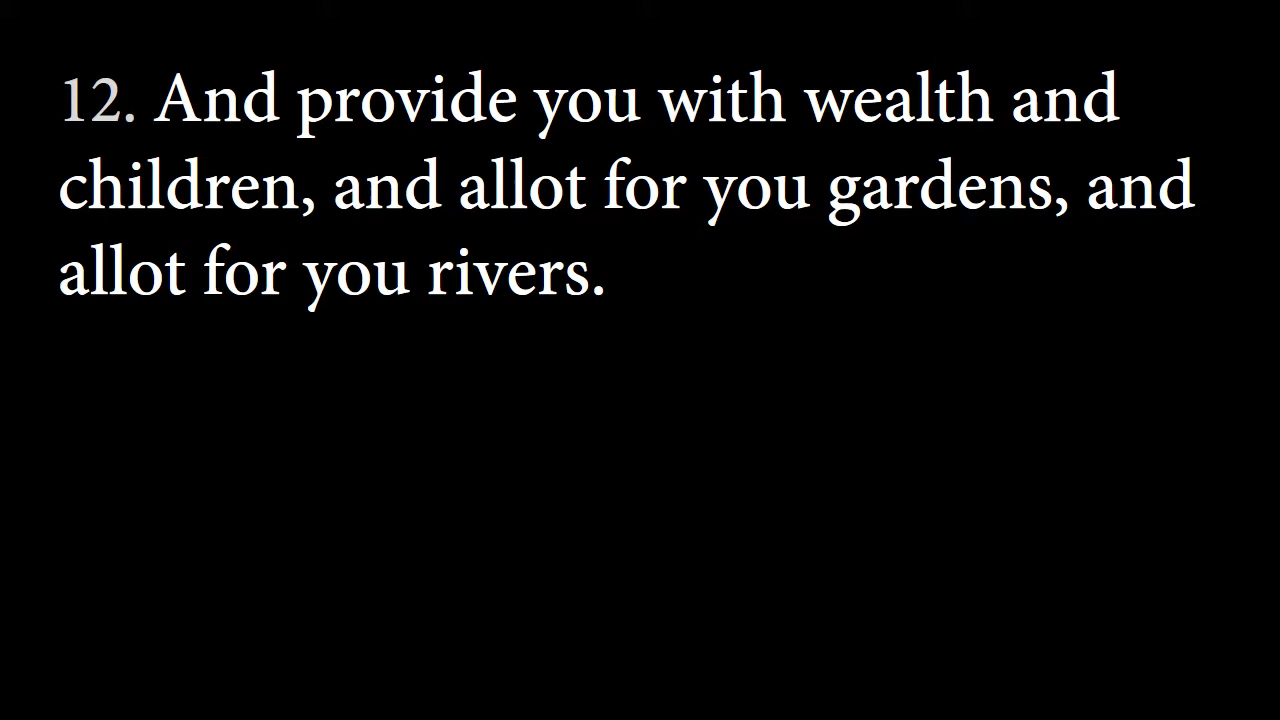 12. And provide you with wealth and
children, and allot for you gardens, and
allot for you rivers.